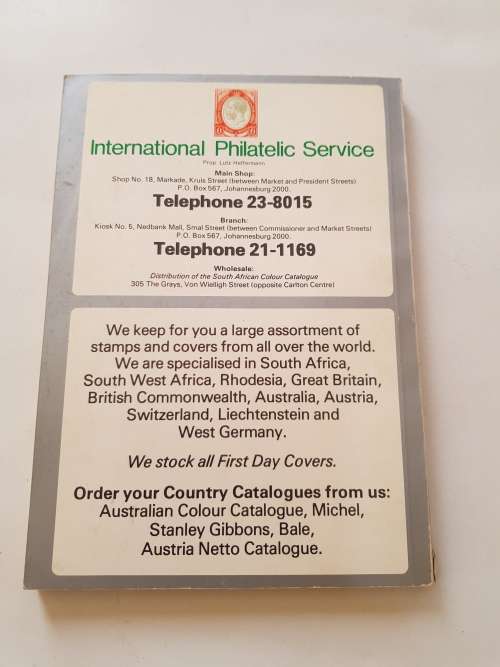 International Philatelic Service
Prop. Lutz Heffermann
Main Shop:
Shop No. 18, Markade, Kruis Street (between Market and President Streets)
P.O. Box 567, Johannesburg 2000.
Telephone 23-8015
Branch:
Kiosk No. 5, Nedbank Mall, Smal Street (between Commissioner and Market Streets)
P.O. Box 567, Johannesburg 2000.
Telephone 21-1169
Wholesale:
Distribution of the South African Colour Catalogue
305 The Grays, Von Wielligh Street (opposite Carlton Centre)
We keep for you a large assortment of
stamps and covers from all over the world.
We are specialised in South Africa,
South West Africa, Rhodesia, Great Britain,
British Commonwealth, Australia, Austria,
Switzerland, Liechtenstein and
West Germany.
We stock all First Day Covers.
Order your Country Catalogues from us:
Australian Colour Catalogue, Michel,
Stanley Gibbons, Bale,
Austria Netto Catalogue.